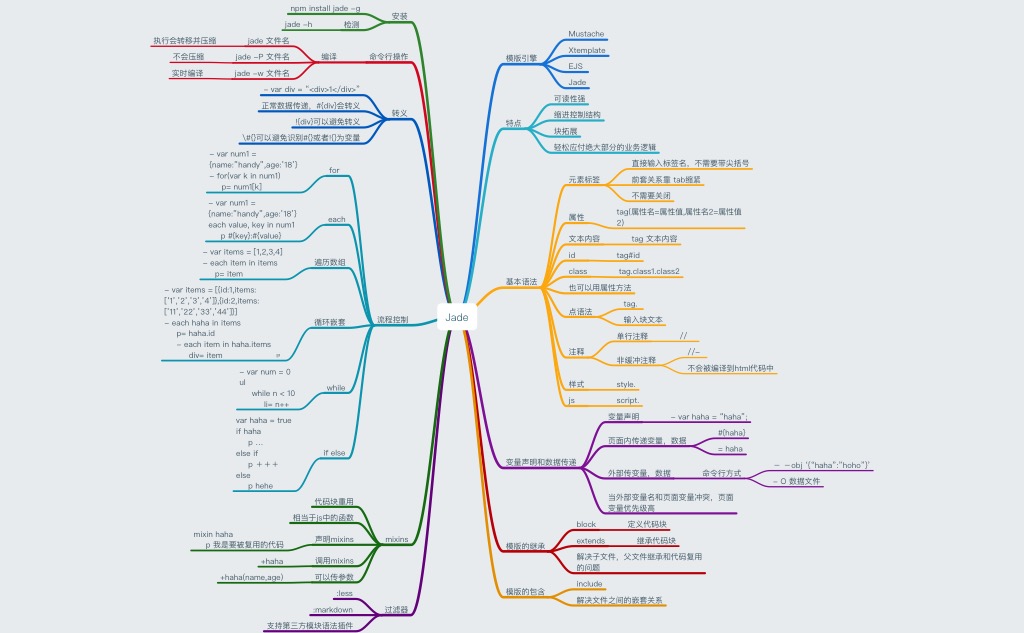 Jade
模版引擎
Mustache
Xtemplate
EJS
Jade
特点
可读性强
缩进控制结构
块拓展
轻松应付绝大部分的业务逻辑
基本语法
元素标签
直接输入标签名，不需要带尖括号
前套关系靠 tab缩紧
不需要关闭
属性
tag(属性名=属性值,属性名2=属性值
2)
文本内容
tag 文本内容
id
tag#id
class
tag.class1.class2
也可以用属性方法
点语法
tag.
输入块文本
注释
单行注释
//
非缓冲注释
//-
不会被编译到html代码中
样式
style.
js
script.
变量声明和数据传递
变量声明
- var haha = "haha";
页面内传递变量，数据
#{haha}
= haha
外部传变量，数据
命令行方式
— —obj '{"haha":"hoho"}'
- O 数据文件
当外部变量名和页面变量冲突，页面
变量优先级高
模版的继承
block
定义代码块
extends
继承代码块
解决子文件，父文件继承和代码复用
的问题
模版的包含
include
解决文件之间的嵌套关系
安装
npm install jade -g
检测
jade -h
命令行操作
编译
jade 文件名
执行会转移并压缩
jade -P 文件名
不会压缩
jade -w 文件名
实时编译
转义
- var div = "<div>1</div>"
正常数据传递，#{div}会转义
!{div}可以避免转义
\#{}可以避免识别#{}或者!{}为变量
流程控制
for
- var num1 =
{name:"handy",age:'18'}
- for(var k in num1)
p= num1[k]
each
- var num1 =
{name:"handy",age:'18'}
each value, key in num1
p #{key}:#{value}
遍历数组
- var items = [1,2,3,4]
- each item in items
p= item
循环嵌套
- var items = [{id:1,items:
['1','2','3','4']},{id:2,items:
['11','22','33','44']}]
- each haha in items
p= haha.id
- each item in haha.items
div= item
=
while
- var num = 0
ul
while n < 10
li= n++
if else
var haha = true
if haha
p ...
else if
p +++
else
p hehe
mixins
代码块重用
相当于js中的函数
声明mixins
mixin haha
p 我是要被复用的代码
调用mixins
+haha
可以传参数
+haha(name,age)
过滤器
:less
:markdown
支持第三方模块语法插件